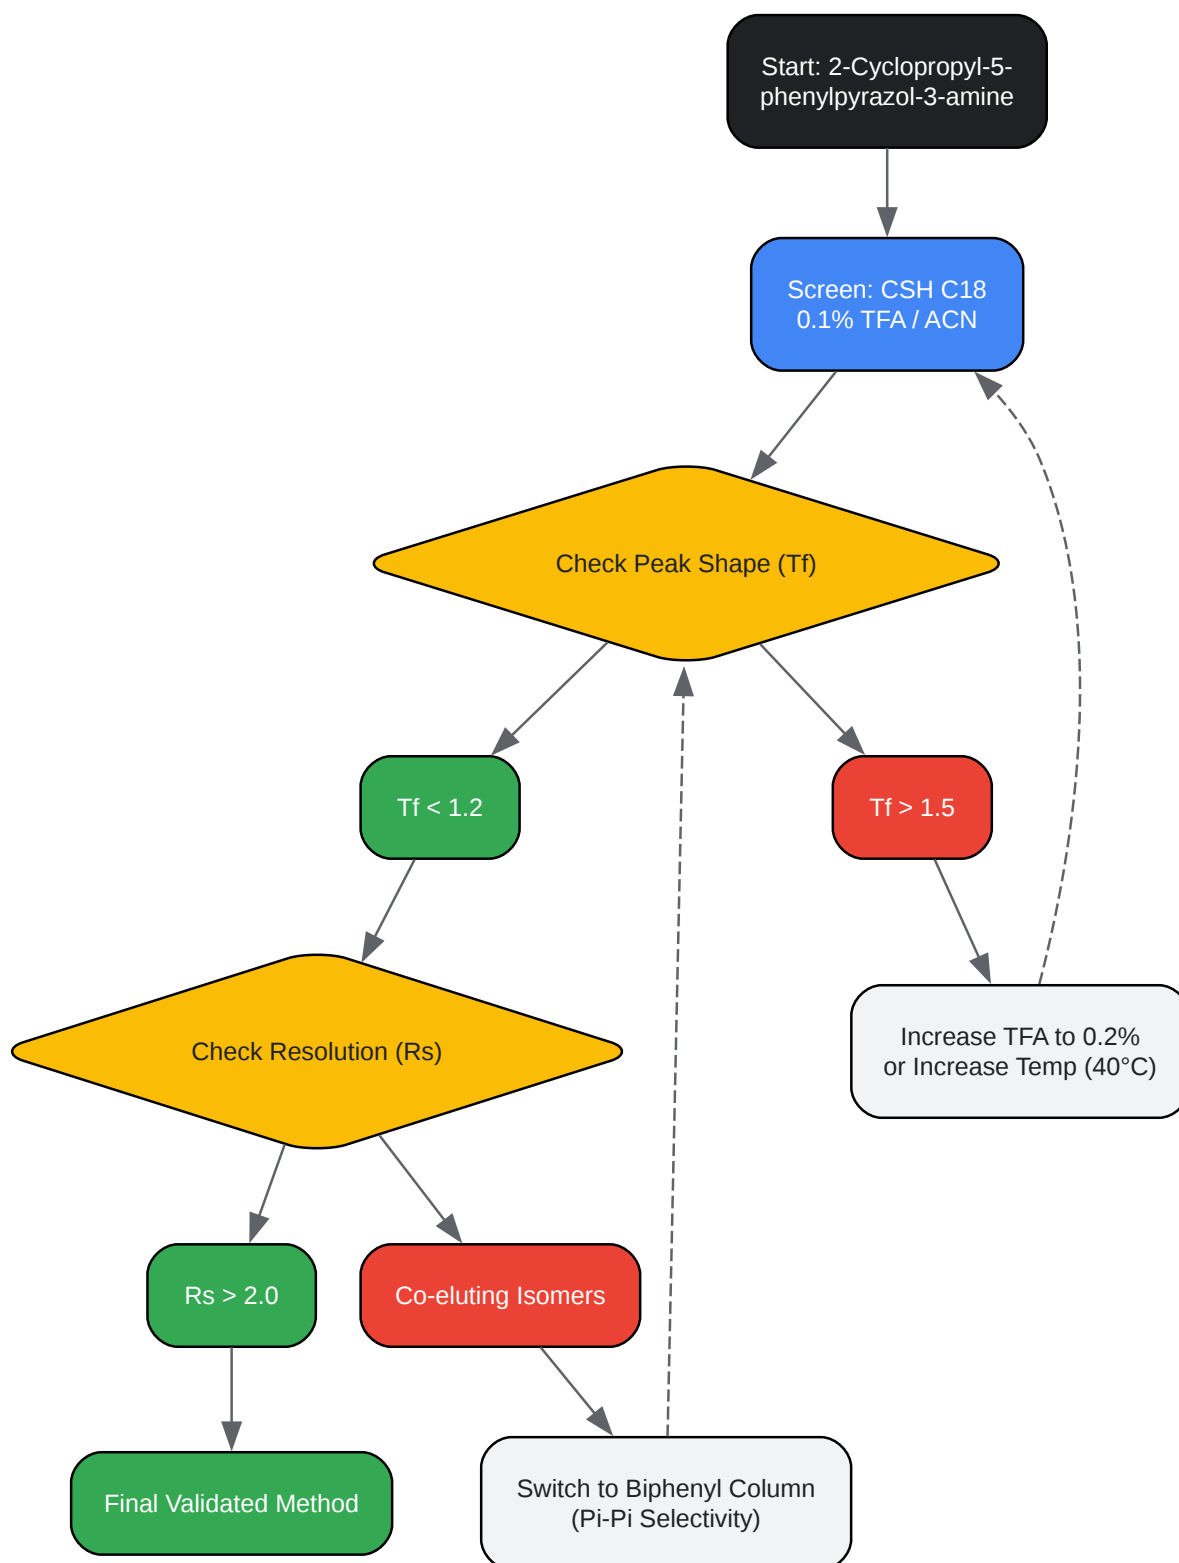 Start: 2-Cyclopropyl-5-
phenylpyrazol-3-amine
Screen: CSH C18
0.1% TFA / ACN
Check Peak Shape (Tf)
Tf < 1.2
Tf > 1.5
Check Resolution (Rs)
Increase TFA to 0.2%
or Increase Temp (40°C)
Rs > 2.0
Co-eluting Isomers
Final Validated Method
Switch to Biphenyl Column
(Pi-Pi Selectivity)